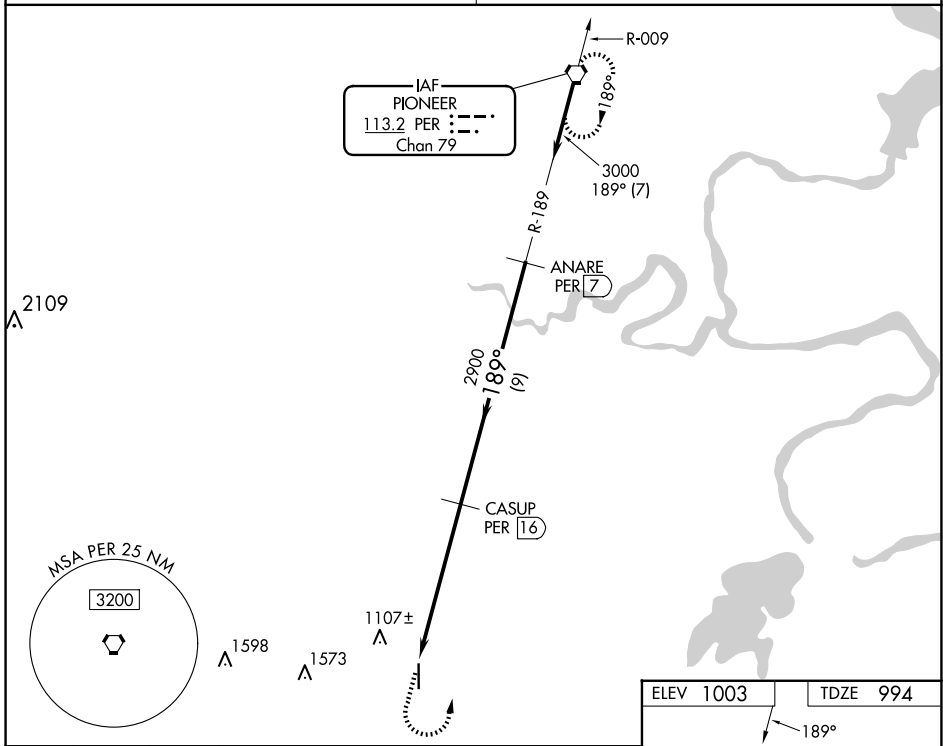 R-009
IAF
PIONEER
113.2 PER
Chan 79
189°
3000
189° (7)
R-189
ANARE
PER 7
2109
2900
189°
(9)
CASUP
PER 16
MSA PER 25 NM
3200
1107±
1598
1573
ELEV 1003
TDZE 994
189°